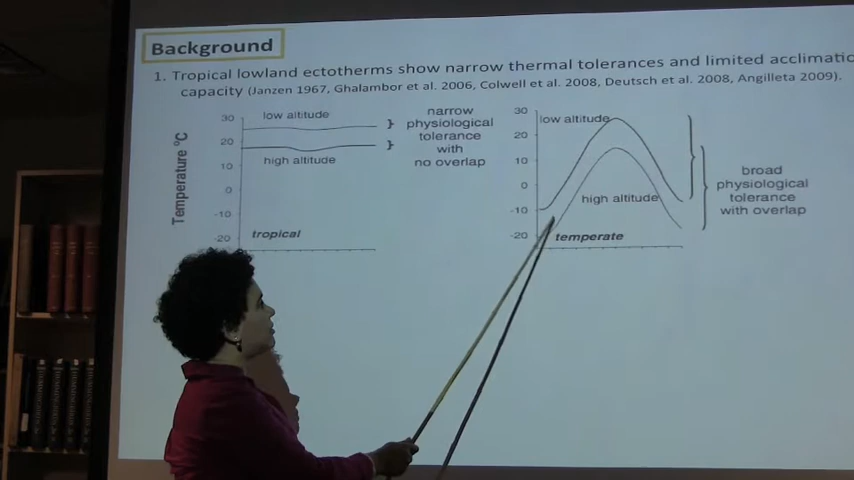 Background
1. Tropical lowland ectotherms show narrow thermal tolerances and limited acclimatio
capacity (Janzen 1967, Ghalambor et al. 2006, Colwell et al. 2008, Deutsch et al. 2008, Angilleta 2009).
Temperature °C
30
20
10
0
-10
-20
low altitude
high altitude
tropical
narrow
physiological
tolerance
with
no overlap
30
20
10
0
-10
-20
low altitude
high altitude
temperate
broad
physiological
tolerance
with overlap